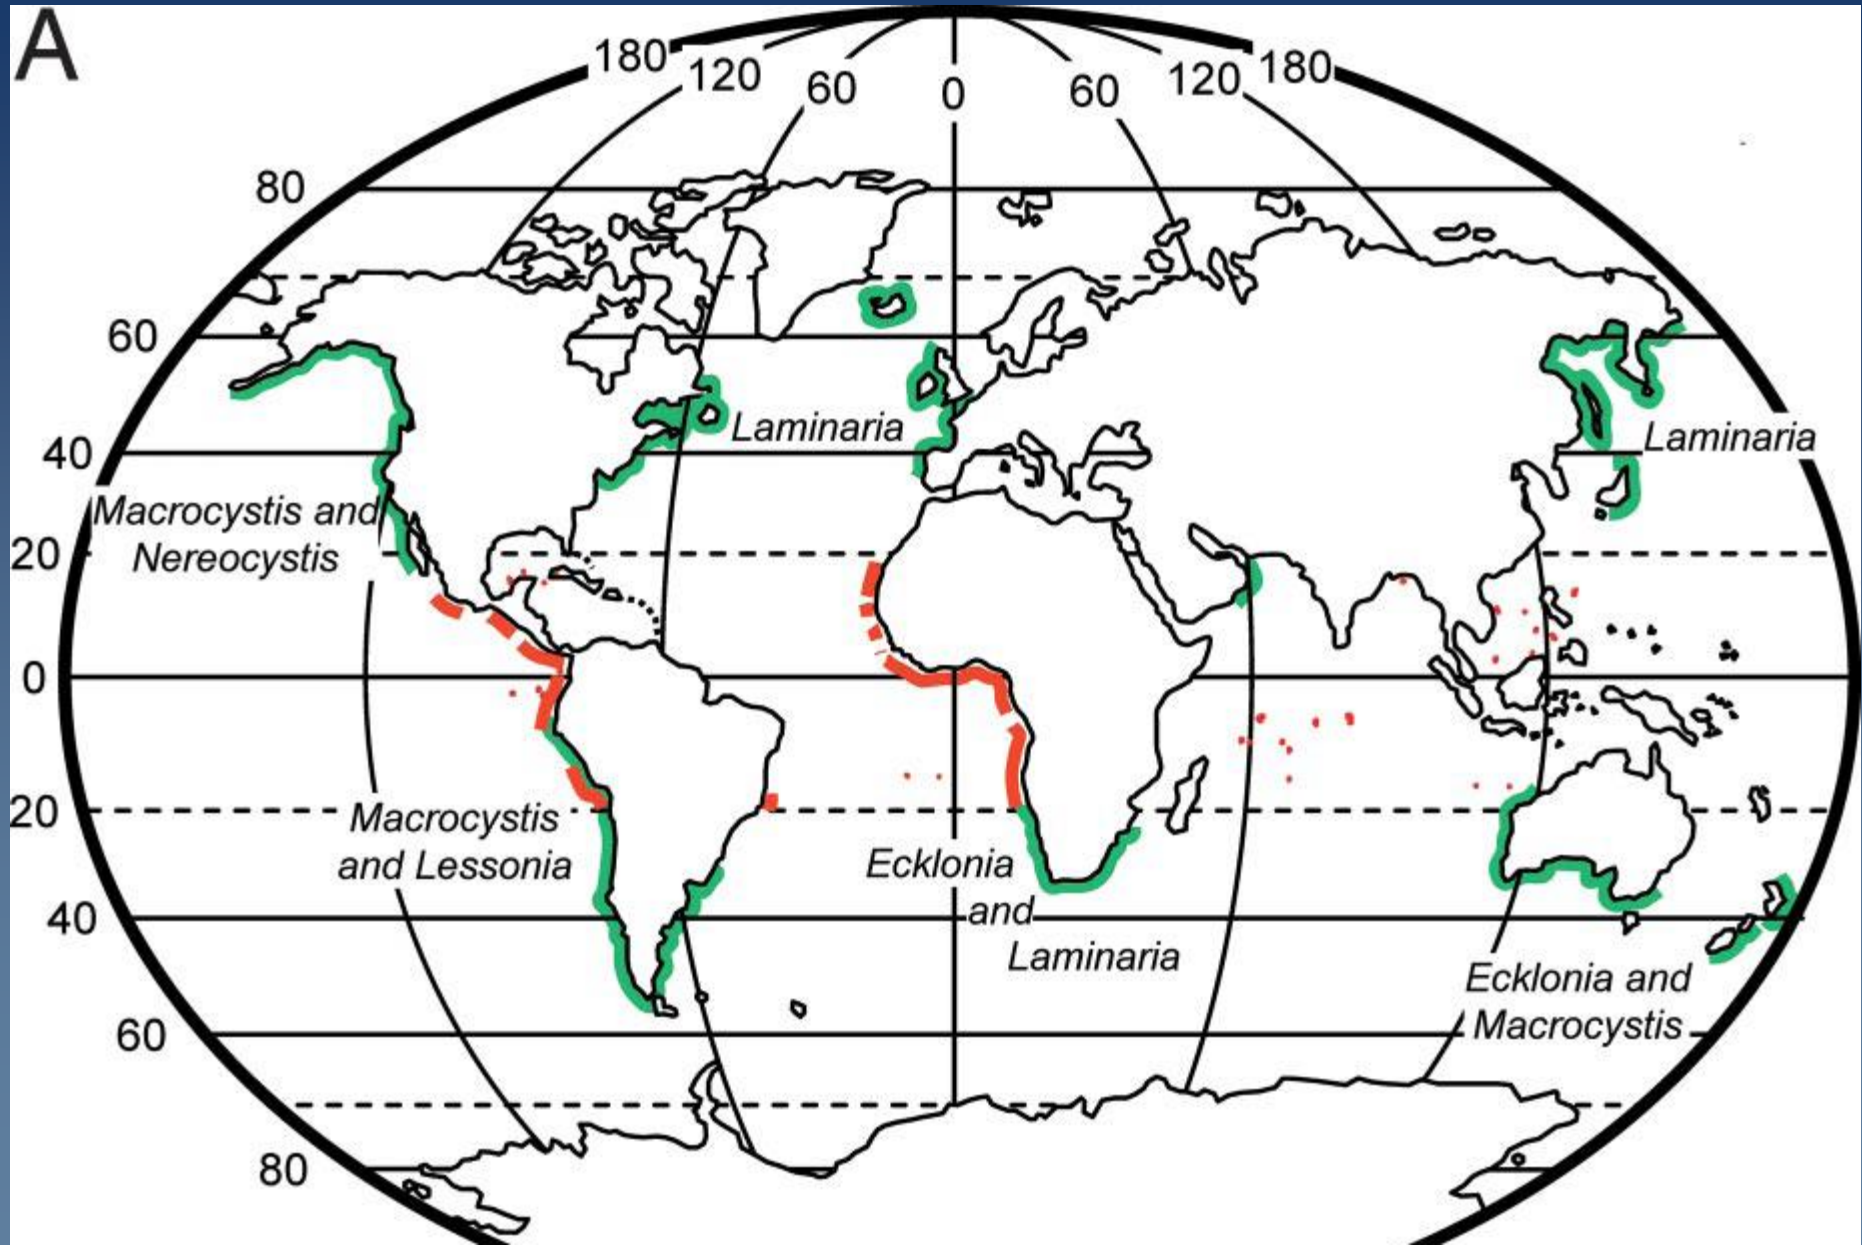 A
180
120
60
0
60
120
180
80
60
40
20
0
20
40
60
80
Laminaria
Laminaria
Macrocystis and
Nereocystis
Macrocystis
and Lessonia
Ecklonia
and
Laminaria
Ecklonia and
Macrocystis